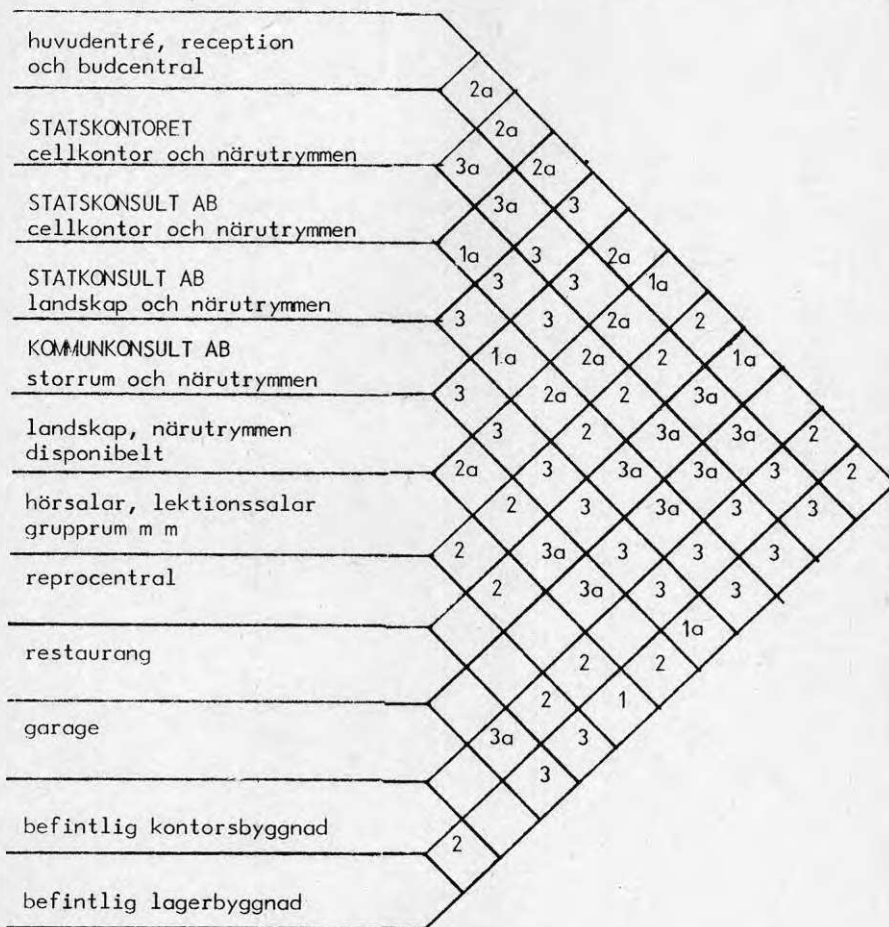 huvudentré, reception
och budcentral
2a
STATSKONTORET 2a
cellkontor och närutrymmen
3a 2a
STATSKONSULT AB 3a 3
cellkontor och närutrymmen
1a 3 2a
STATKONSULT AB 3 3 1a
landskap och närutrymmen
3 3 2a 2
KOMMUNKONSULT AB 1a 2a 2 1a
storrum och närutrymmen
3 2a 2 3a
landskap, närutrymmen 3 2 3a 3a 2
disponibelt
2a 3 3a 3a 3 2
hörsalar, lektionssalar 2 3 3a 3 3
grupprum m m
2 3a 3 3 3
reprocentral 2 3a 3 3
1a
restaurang 2 2
2 1
garage 3a 3
3
befintlig kontorsbyggnad
2
befintlig lagerbyggnad